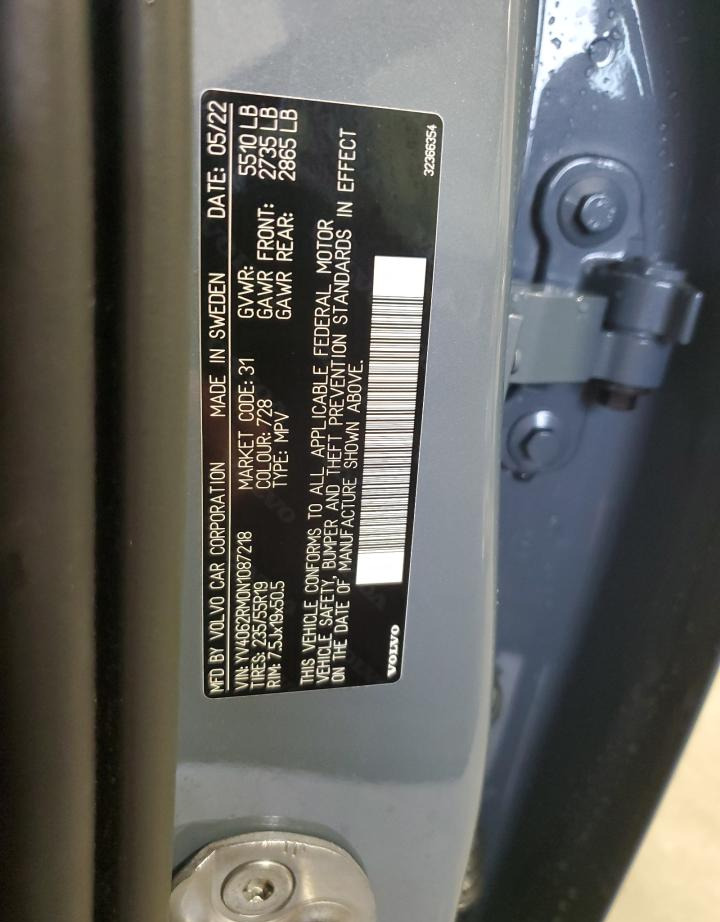 MFD BY VOLVO CAR CORPORATION MADE IN SWEDEN DATE: 05/22
VIN: YV4062RM0N1087218 MARKET CODE: 31 GVWR: 5510 LB
TIRES: 235/55R19 COLOUR: 728 GAWR FRONT: 2735 LB
RIM: 7.5Jx19x50.5 TYPE: MPV GAWR REAR: 2865 LB
THIS VEHICLE CONFORMS TO ALL APPLICABLE FEDERAL MOTOR
VEHICLE SAFETY, BUMPER AND THEFT PREVENTION STANDARDS IN EFFECT
ON THE DATE OF MANUFACTURE SHOWN ABOVE.
VOLVO
32366354